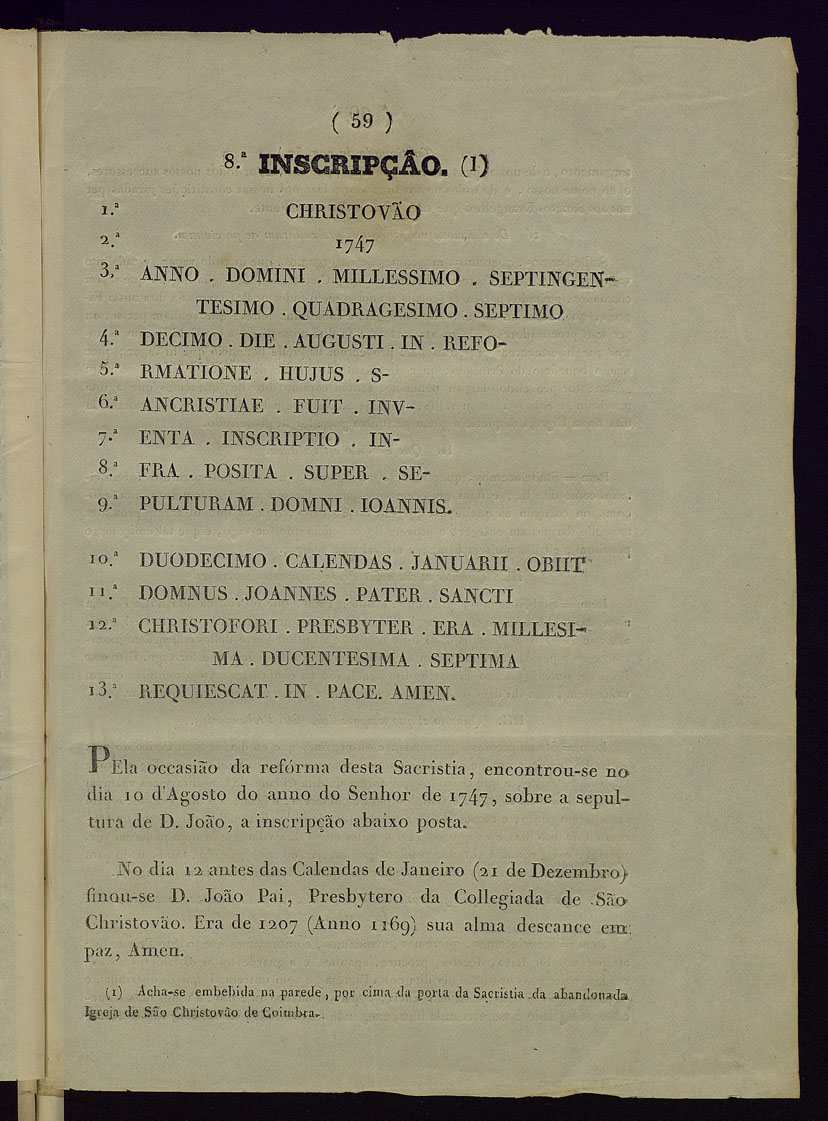 ( 59 )
8.ª INSCRIPÇÂO. (1)
1.ª CHRISTOVÃO
2.ª 1747
3.ª ANNO . DOMINI . MILLESSIMO . SEPTINGEN-
TESIMO . QUADRAGESIMO . SEPTIMO
4.ª DECIMO . DIE . AUGUSTI . IN . REFO-
5.ª RMATIONE . HUJUS . S-
6.ª ANCRISTIAE . FUIT . INV-
7.ª ENTA . INSCRIPTIO . IN-
8.ª FRA . POSITA . SUPER . SE-
9.ª PULTURAM . DOMNI . IOANNIS.
10.ª DUODECIMO . CALENDAS . JANUARII . OBIIT
11.ª DOMNUS . JOANNES . PATER . SANCTI
12.ª CHRISTOFORI . PRESBYTER . ERA . MILLESI-
MA . DUCENTESIMA . SEPTIMA
13.ª REQUIESCAT . IN . PACE. AMEN.
PEla occasião da refórma desta Sacristia, encontrou-se no
dia 10 d'Agosto do anno do Senhor de 1747, sobre a sepul-
tura de D. João, a inscripção abaixo posta.
No dia 12 antes das Calendas de Janeiro (21 de Dezembro)
finou-se D. João Pai, Presbytero da Collegiada de São
Christovão. Era de 1207 (Anno 1169) sua alma descance em
paz, Amen.
(1) Acha-se embebida na parede, por cima da porta da Sacristia da abandonada
Igreja de São Christovão de Coimbra.